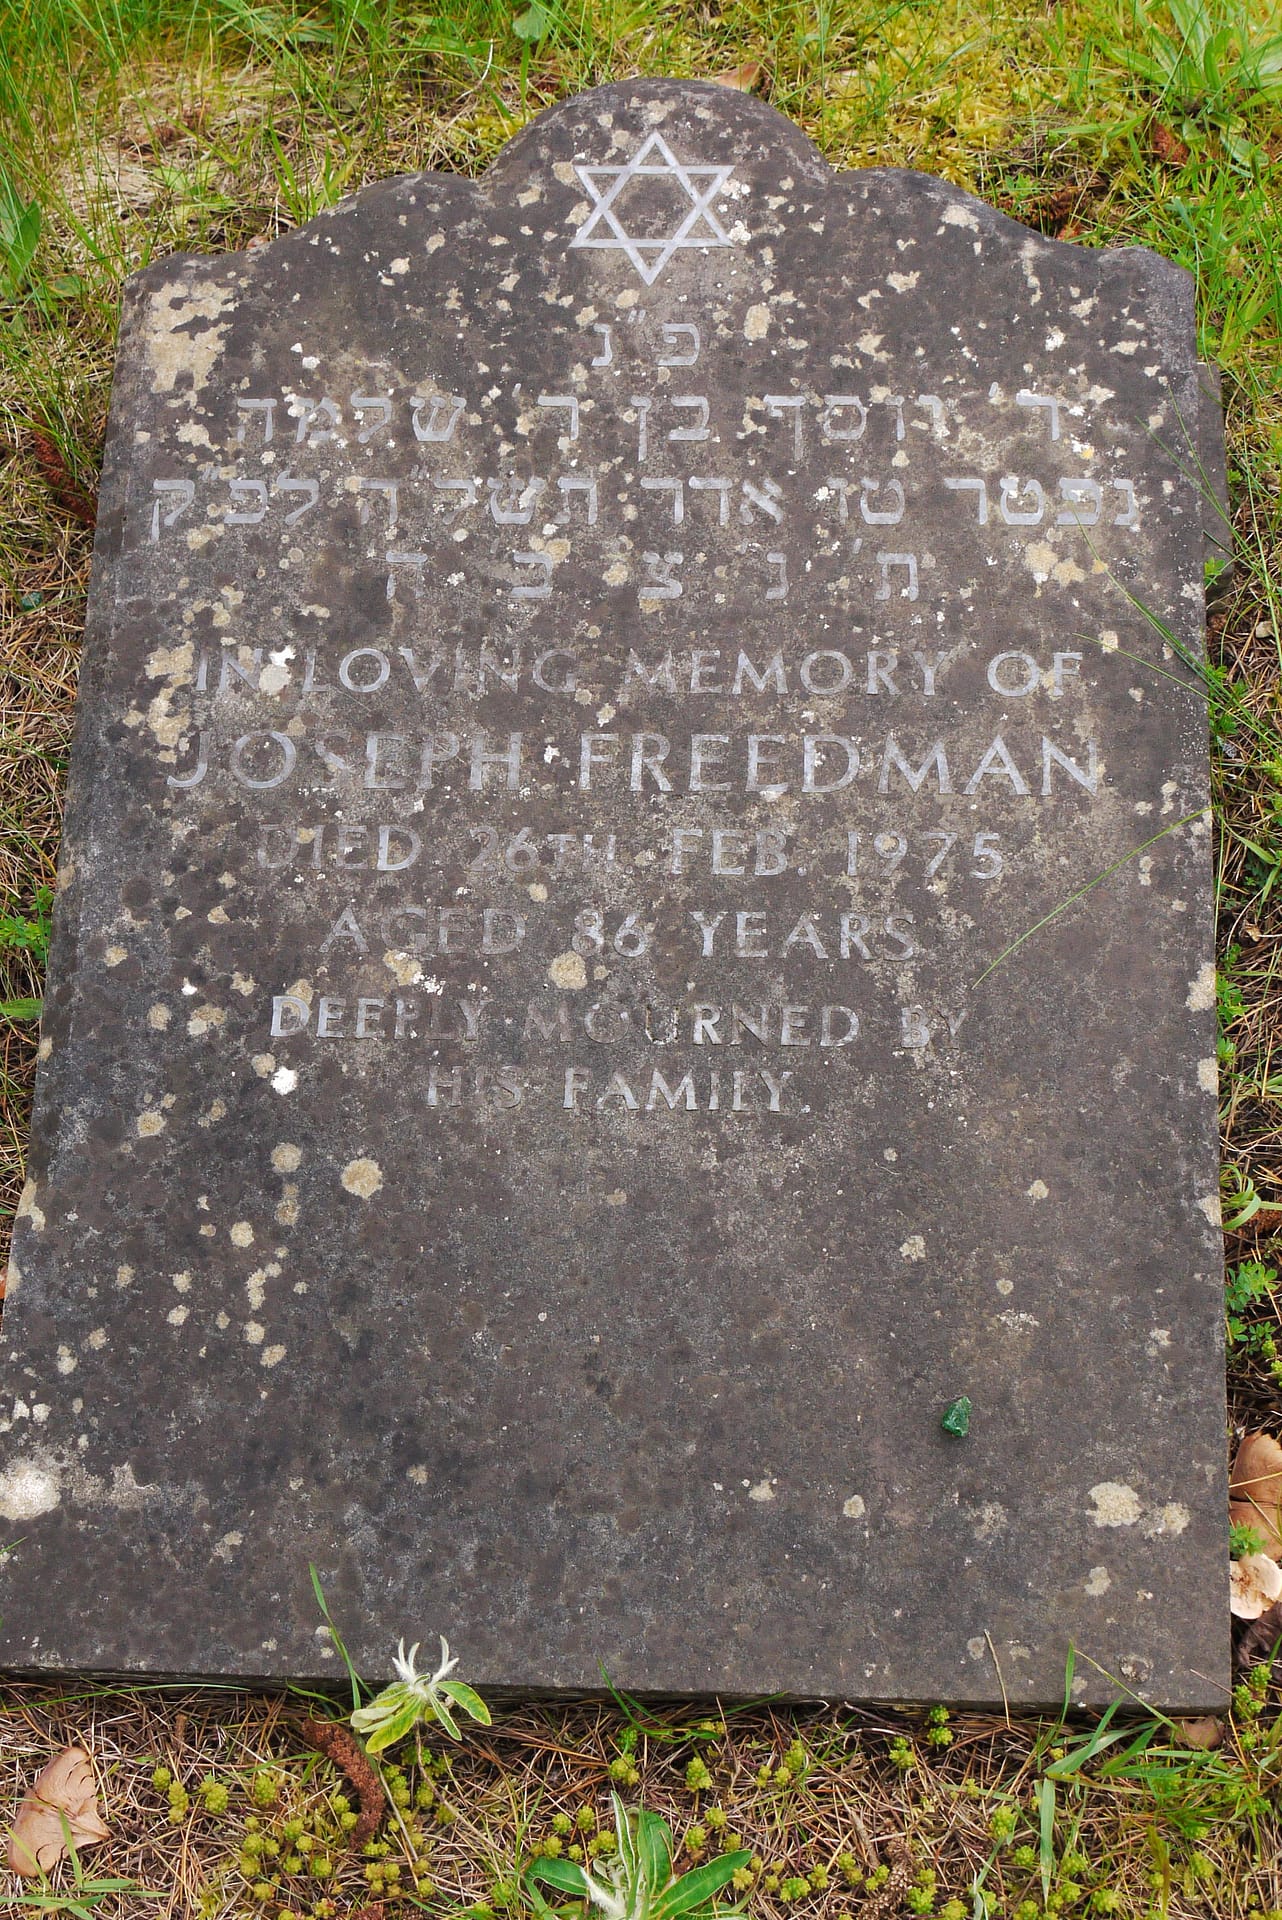 פ"נ
ר' יוסף בן ר' שלמה
נפטר טו אדר תשל"ה לפ"ק
ת' נ' צ' ב' ה'
IN LOVING MEMORY OF
JOSEPH FREEDMAN
DIED 26TH. FEB. 1975
AGED 86 YEARS
DEEPLY MOURNED BY
HIS FAMILY.